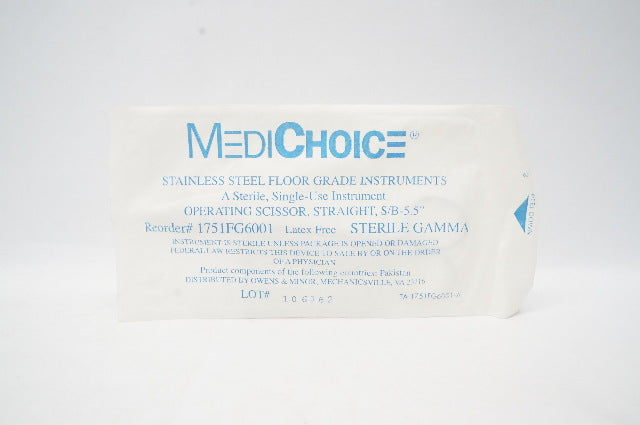 MEDICHOICE®
STAINLESS STEEL FLOOR GRADE INSTRUMENTS
A Sterile, Single-Use Instrument
OPERATING SCISSOR, STRAIGHT, S/B-5.5"
Reorder# 1751FG6001 Latex Free STERILE GAMMA
INSTRUMENT IS STERILE UNLESS PACKAGE IS OPENED OR DAMAGED
FEDERAL LAW RESTRICTS THIS DEVICE TO SALE BY OR ON THE ORDER
OF A PHYSICIAN
Product components of the following countries: Pakistan
DISTRIBUTED BY OWENS & MINOR, MECHANICSVILLE, VA 23116
LOT# 106362
1751FG6001-A